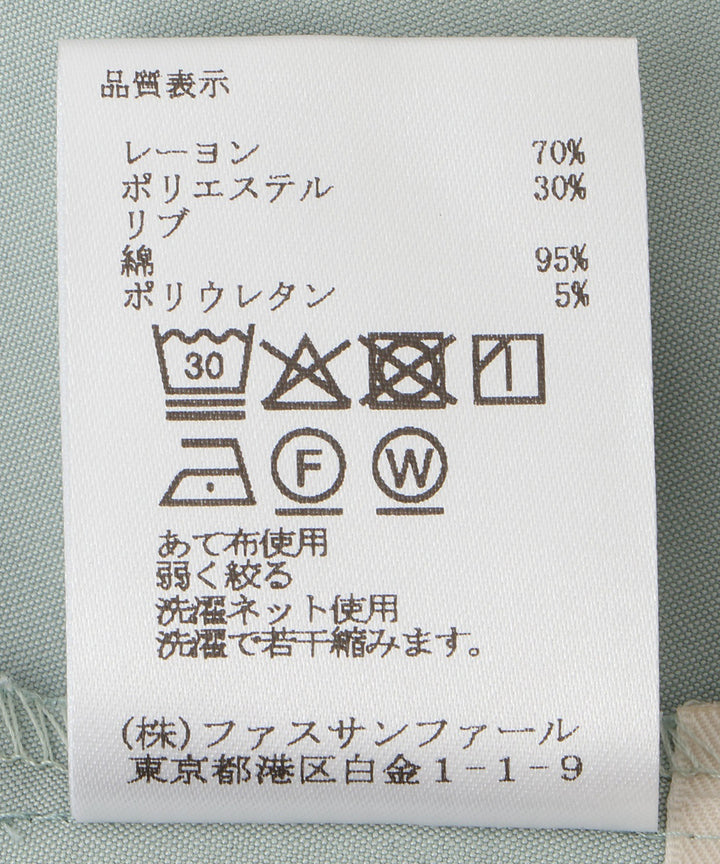 品質表示
レーヨン 70%
ポリエステル 30%
リブ
綿 95%
ポリウレタン 5%
30
F W
あて布使用
弱く絞る
洗濯ネット使用
洗濯で若干縮みます。
(株)ファスサンファール
東京都港区白金1-1-9